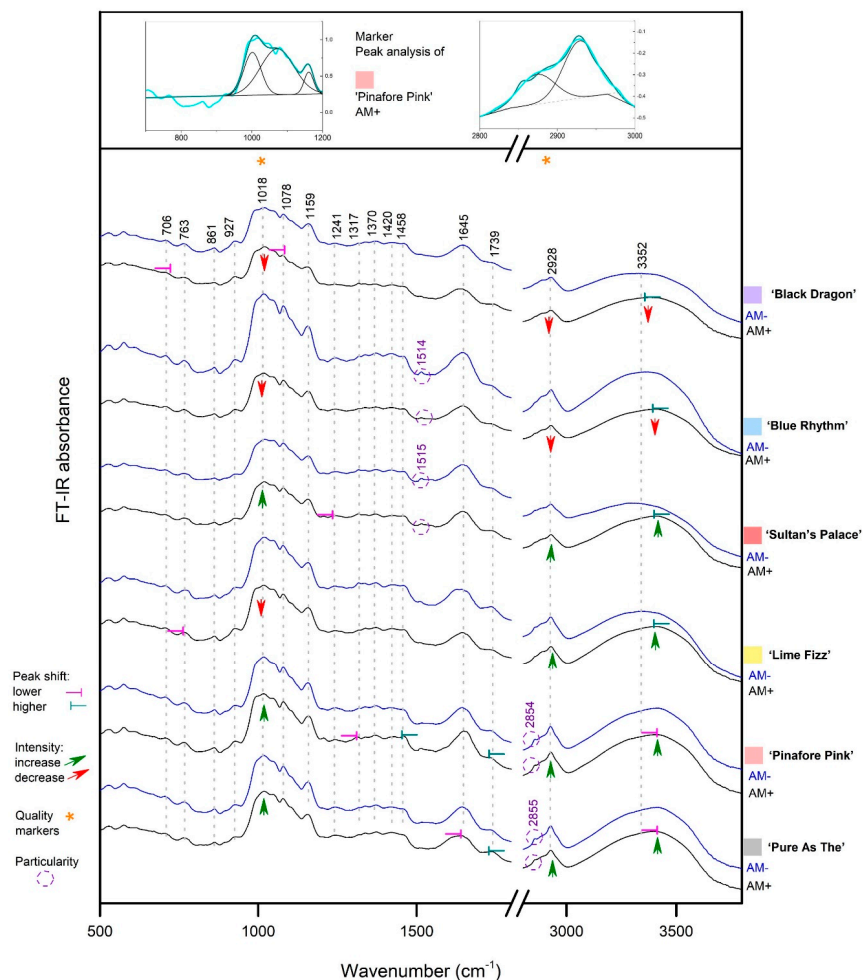 Marker
Peak analysis of
'Pinafore Pink'
AM+
1.0
0.5
0.0
800
1000
1200
-0.1
-0.2
-0.3
-0.4
-0.5
2800
2900
3000
*
*
706
763
861
927
1018
1078
1159
1241
1317
1370
1420
1458
1645
1739
2928
3352
'Black Dragon'
AM-
AM+
1514
'Blue Rhythm'
AM-
AM+
1515
'Sultan's Palace'
AM-
AM+
'Lime Fizz'
AM-
AM+
2854
'Pinafore Pink'
AM-
AM+
2855
'Pure As The'
AM-
AM+
FT-IR absorbance
Peak shift:
lower
higher
Intensity:
increase
decrease
Quality
markers
*
Particularity
500
1000
1500
3000
3500
Wavenumber (cm⁻¹)